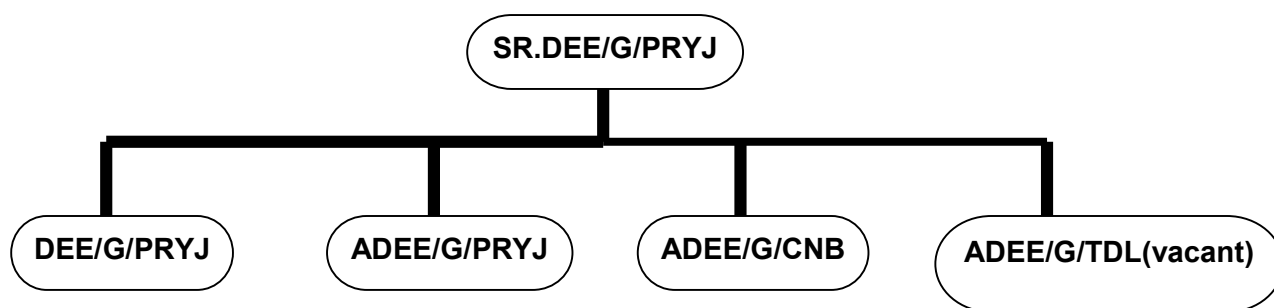 SR.DEE/G/PRYJ
DEE/G/PRYJ
ADEE/G/PRYJ
ADEE/G/CNB
ADEE/G/TDL(vacant)